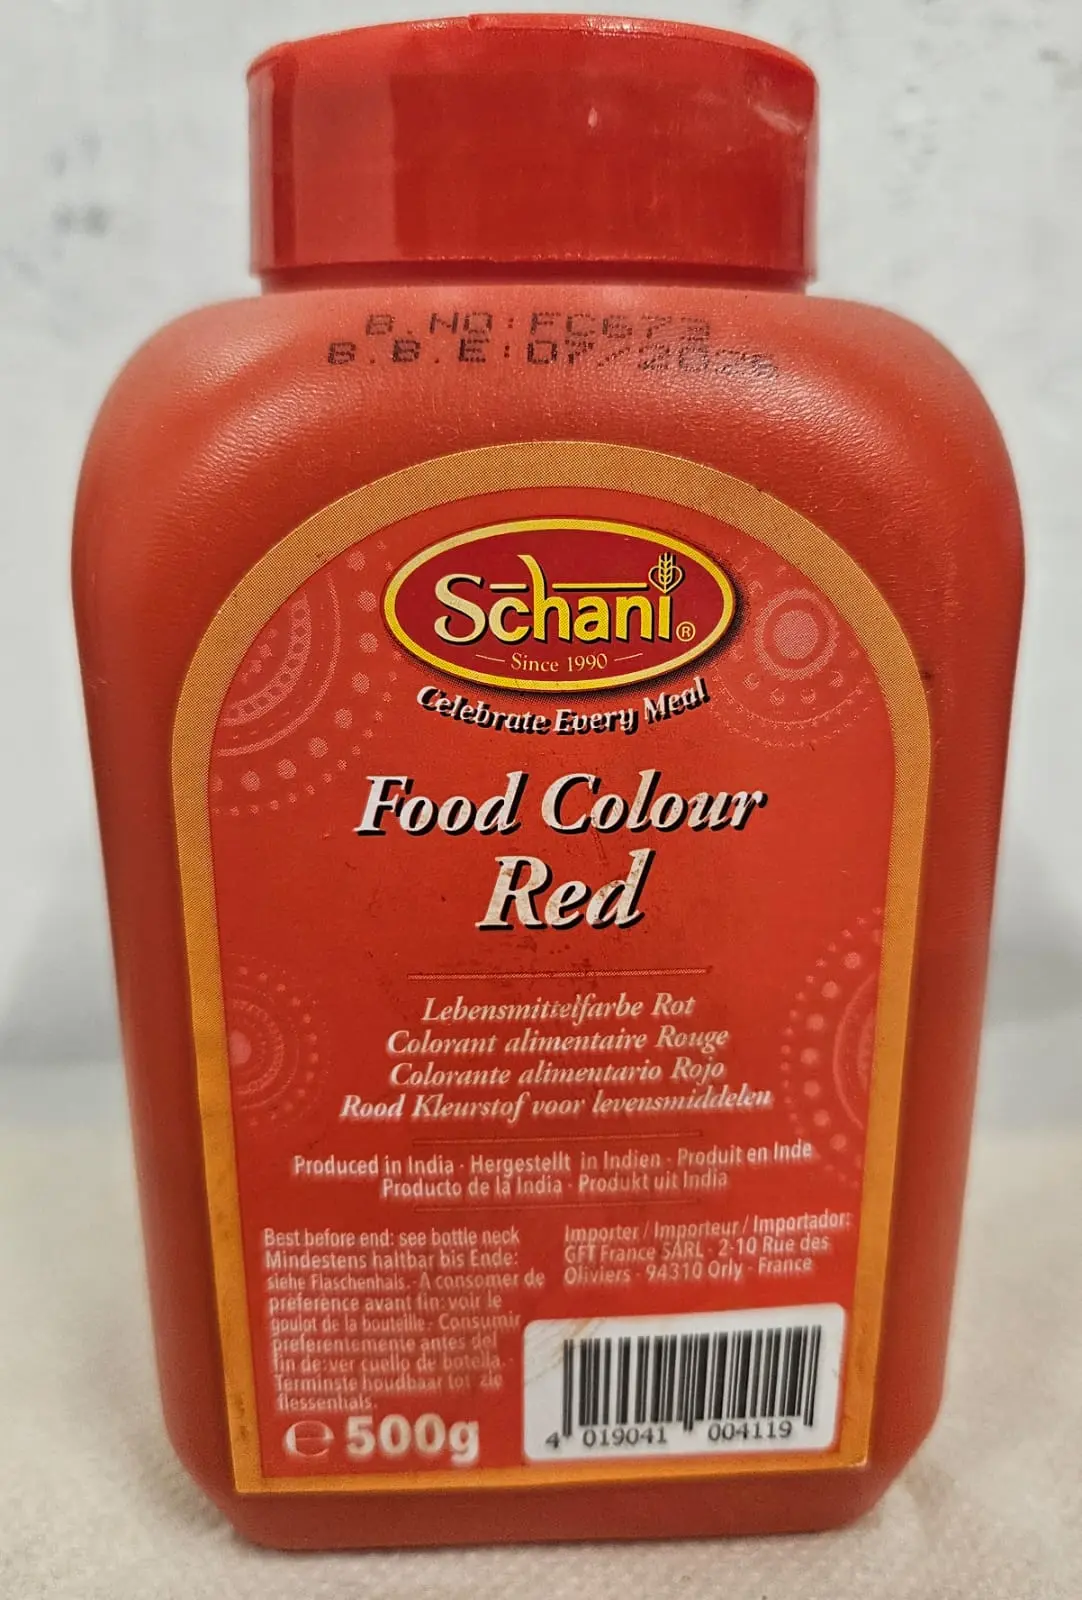 B.NO:FC673
B.B.E:07/
Schani®
Since 1990
Celebrate Every Meal
Food Colour
Red
Lebensmittelfarbe Rot
Colorant alimentaire Rouge
Colorante alimentario Rojo
Rood Kleurstof voor levensmiddelen
Produced in India · Hergestellt in Indien · Produit en Inde
Producto de la India · Produkt uit India
Best before end: see bottle neck
Mindestens haltbar bis Ende:
siehe Flaschenhals. · A consomer de
préférence avant fin: voir le
goulot de la bouteille · Consumir
preferentemente antes del
fin de: ver cuello de botella. ·
Terminste houdbaar tot zie
flessenhals.
℮ 500g
Importer / Importeur / Importador:
GFT France SARL · 2-10 Rue des
Oliviers · 94310 Orly · France
4 019041 004119